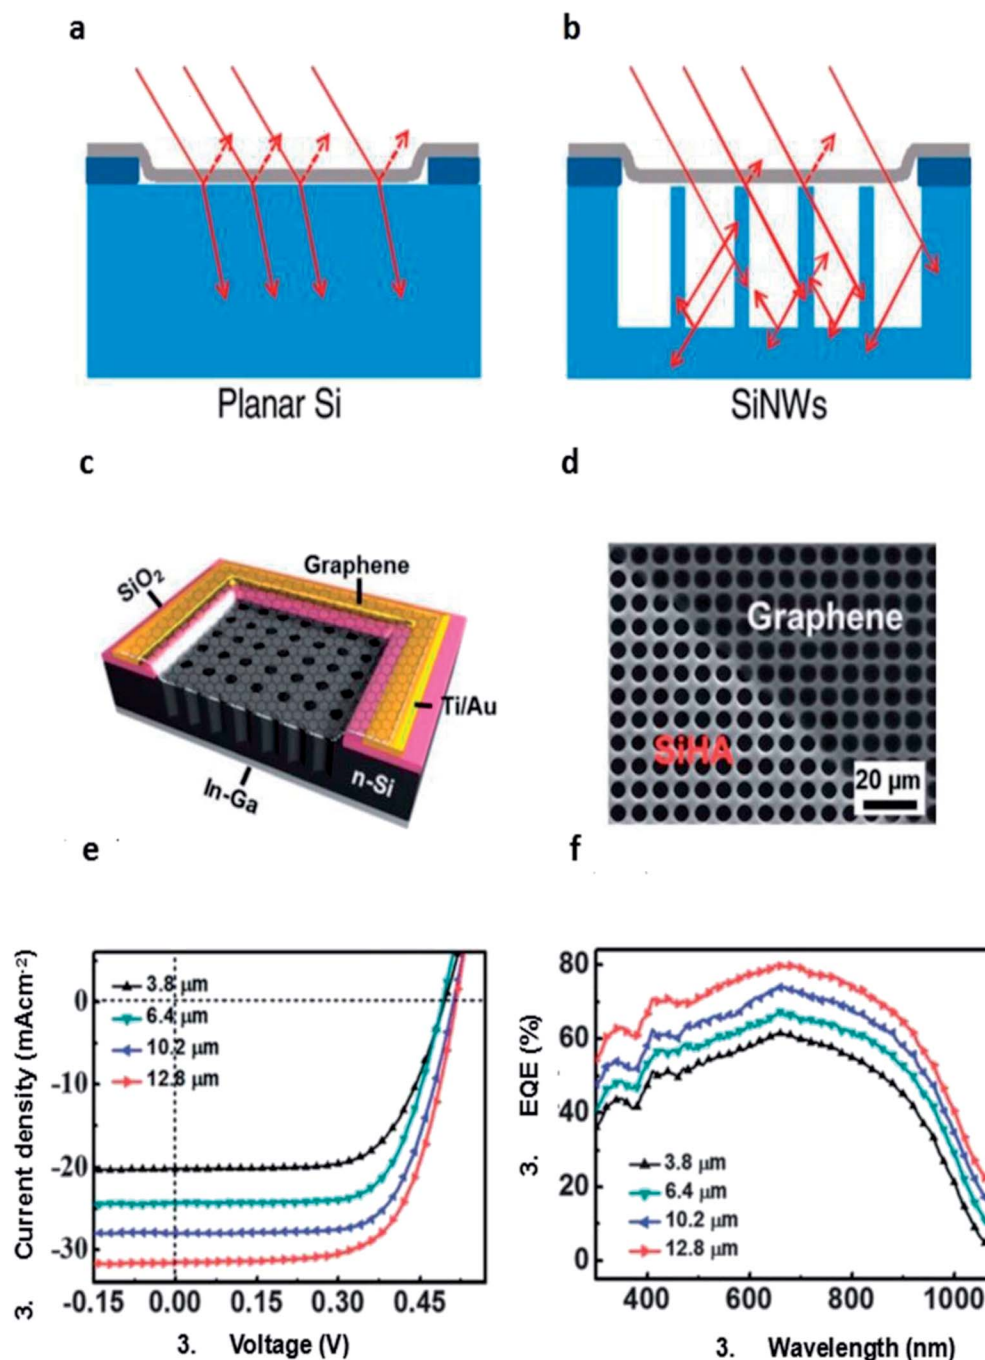 a
b
Planar Si
SiNWs
c
d
SiO2
Graphene
Ti/Au
n-Si
In-Ga
Graphene
SiHA
20 µm
e
f
Current density (mAcm-2)
3.
0
-10
-20
-30
3.8 µm
6.4 µm
10.2 µm
12.8 µm
-0.15 0.00 0.15 0.30 0.45
3. Voltage (V)
EQE (%)
3.
80
60
40
20
0
3.8 µm
6.4 µm
10.2 µm
12.8 µm
400 600 800 1000
3. Wavelength (nm)